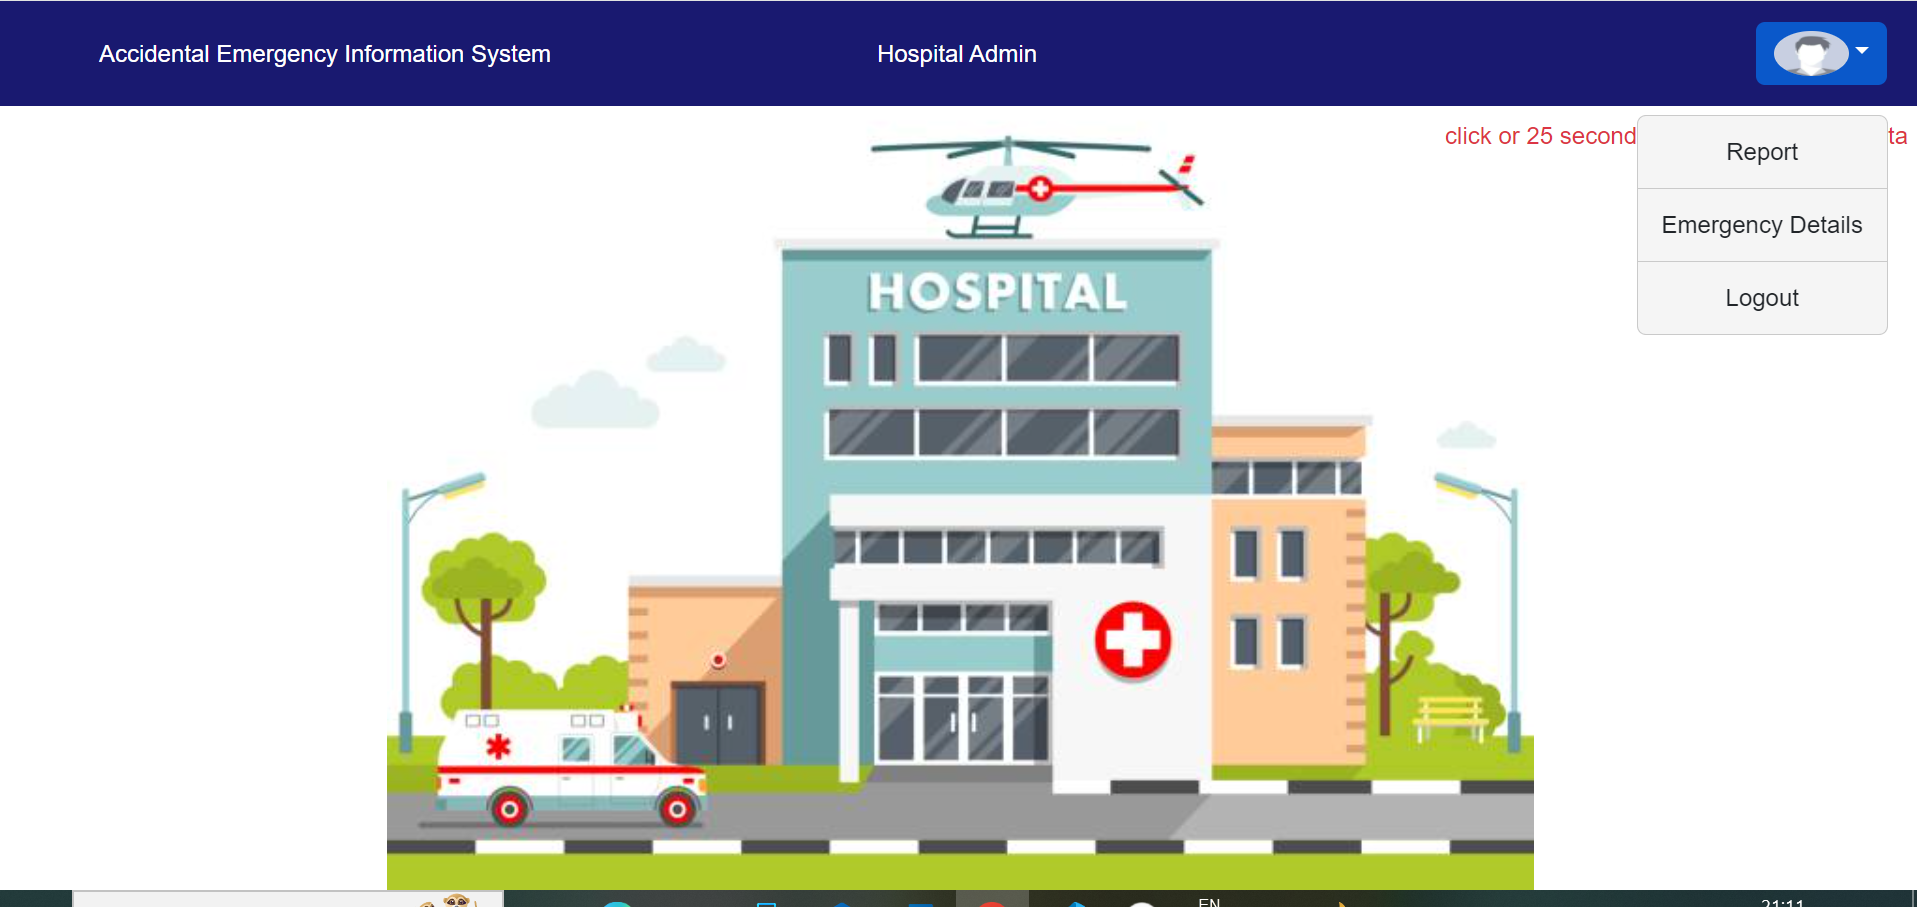 Accidental Emergency Information System
Hospital Admin
click or 25 second
ta
Report
Emergency Details
Logout
HOSPITAL
EN
21:11